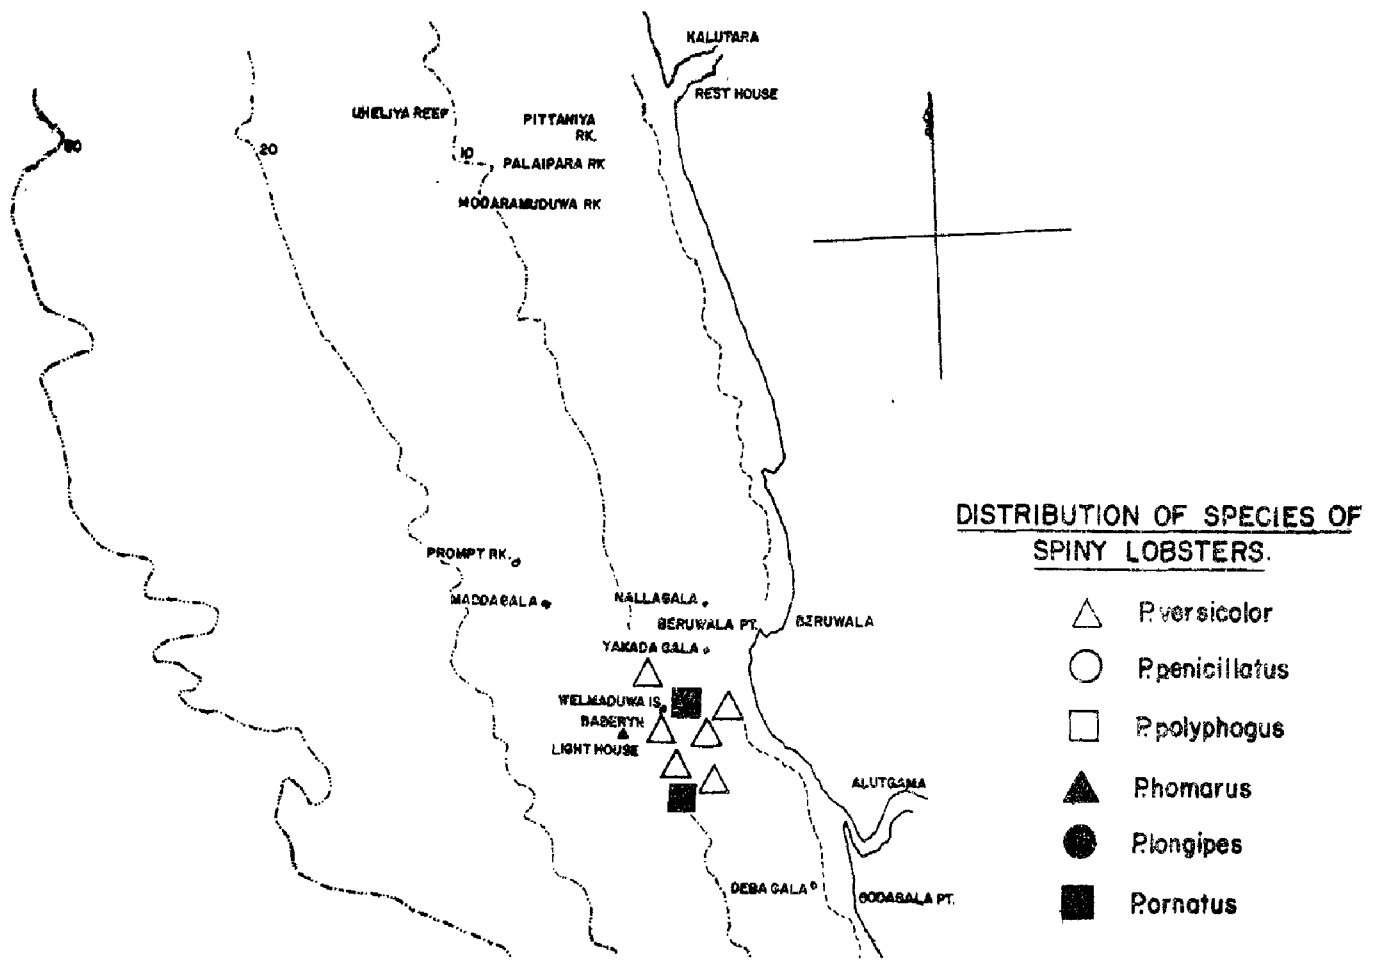 KALUTARA
REST HOUSE
UHELIYA REEF
PITTANIYA
RK.
20
10
PALAIPARA RK
MODARAMUDUWA RK
DISTRIBUTION OF SPECIES OF
SPINY LOBSTERS.
PROMPT RK.
MADDAGALA
NALLAGALA
BERUWALA PT.
BERUWALA
YAKADA GALA
WELMADUWA IS.
BABERYN
LIGHT HOUSE
ALUTGAMA
DEBA GALA
GODAGALA PT.
P.versicolor
P.penicillatus
P.polyphagus
P.homarus
P.longipes
P.ornatus